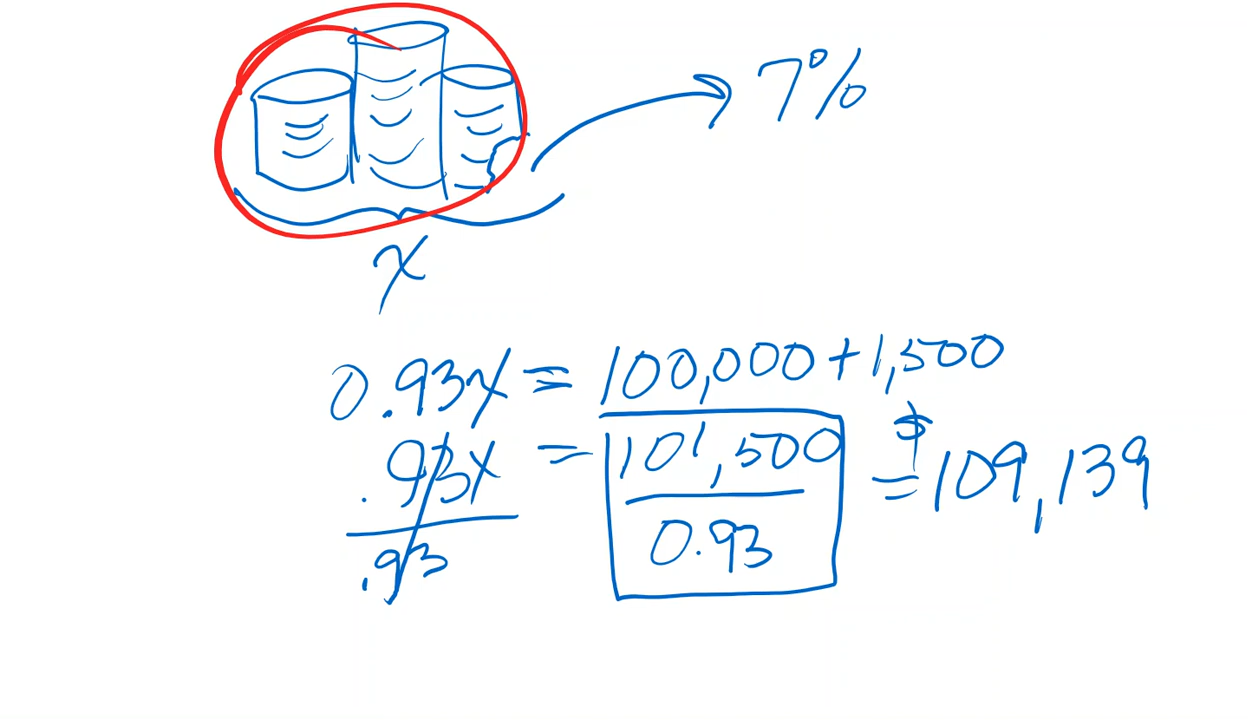 7%
x
0.93x = 100,000 + 1,500
.93x = 101,500 = $109,139
.93 0.93